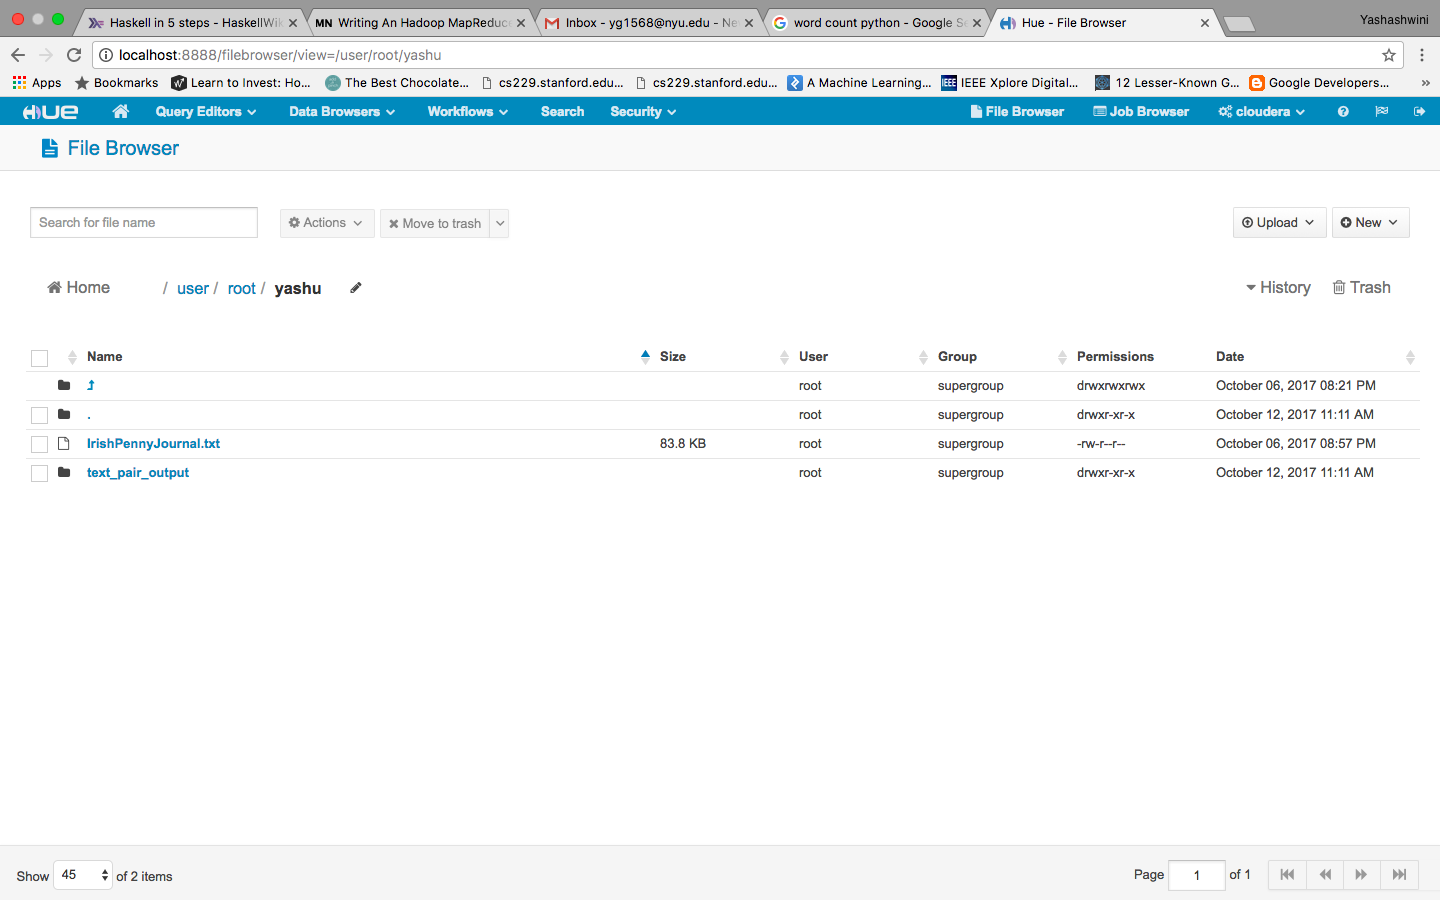 Haskell in 5 steps - HaskellWik
MN Writing An Hadoop MapReduce
Inbox - yg1568@nyu.edu - Ne
word count python - Google Se
Hue - File Browser
Yashashwini
localhost:8888/filebrowser/view=/user/root/yashu
Apps Bookmarks Learn to Invest: Ho... The Best Chocolate... cs229.stanford.edu... cs229.stanford.edu... A Machine Learning... IEEE IEEE Xplore Digital... 12 Lesser-Known G... Google Developers... »
HUE Query Editors Data Browsers Workflows Search Security File Browser Job Browser cloudera
File Browser
Search for file name Actions Move to trash Upload New
Home / user / root / yashu History Trash
Name Size User Group Permissions Date
root supergroup drwxrwxrwx October 06, 2017 08:21 PM
. root supergroup drwxr-xr-x October 12, 2017 11:11 AM
IrishPennyJournal.txt 83.8 KB root supergroup -rw-r--r-- October 06, 2017 08:57 PM
text_pair_output root supergroup drwxr-xr-x October 12, 2017 11:11 AM
Show 45 of 2 items Page 1 of 1